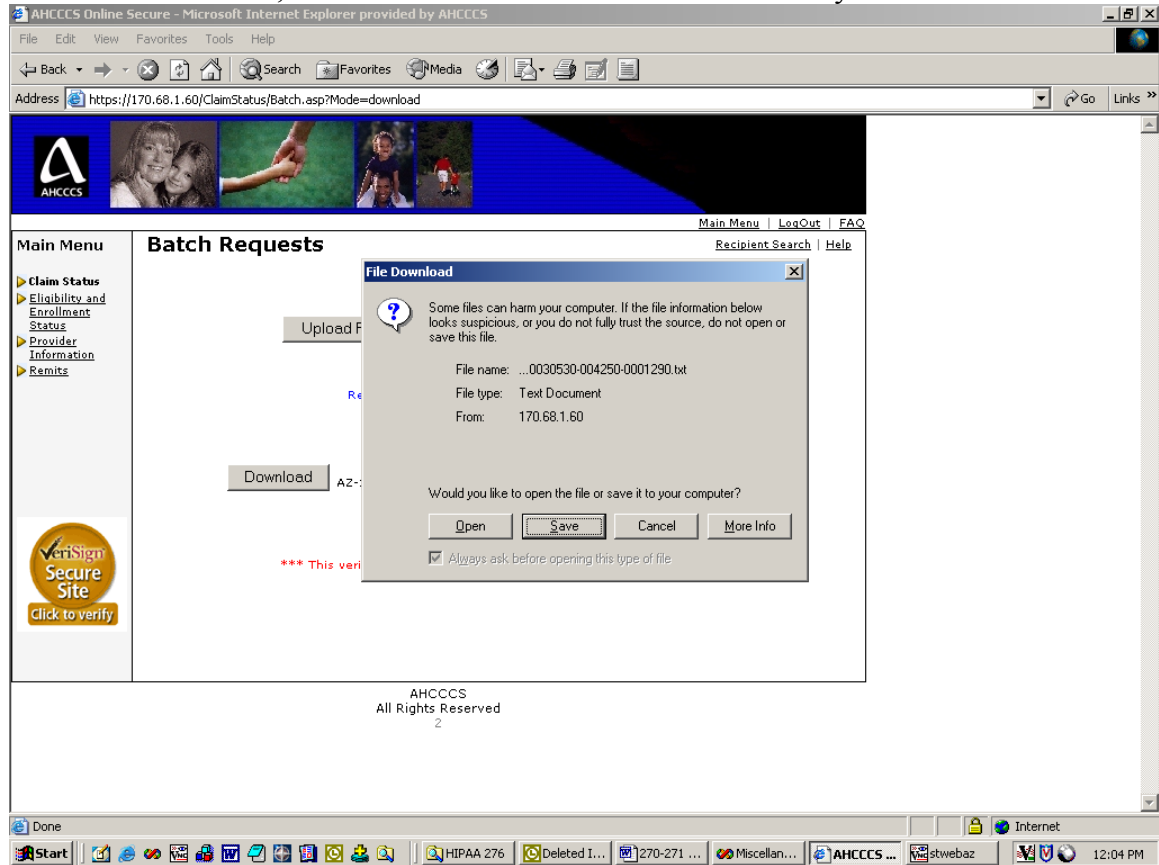 AHCCCS Online Secure - Microsoft Internet Explorer provided by AHCCCS
File Edit View Favorites Tools Help
Back Search Favorites Media
Address https://170.68.1.60/ClaimStatus/Batch.asp?Mode=download Go Links »
AHCCCS
Main Menu | LogOut | FAQ
Main Menu
Batch Requests
Recipient Search | Help
Claim Status
Eligibility and
Enrollment
Status
Provider
Information
Remits
Upload F
Re
Download AZ-
*** This veri
File Download
Some files can harm your computer. If the file information below
looks suspicious, or you do not fully trust the source, do not open or
save this file.
File name: ...0030530-004250-0001290.txt
File type: Text Document
From: 170.68.1.60
Would you like to open the file or save it to your computer?
Open Save Cancel More Info
Always ask before opening this type of file
VeriSign
Secure
Site
Click to verify
AHCCCS
All Rights Reserved
2
Done Internet
Start HIPAA 276 Deleted I... 270-271 ... Miscellan... AHCCC... stwebaz 12:04 PM